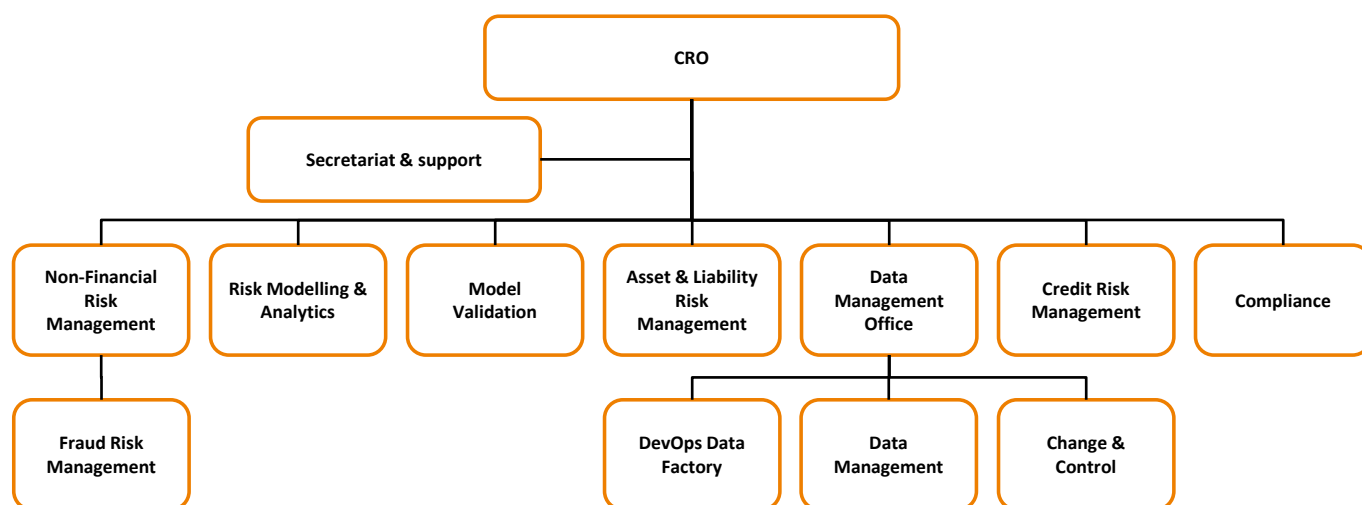 CRO
Secretariat & support
Non-Financial
Risk
Management
Risk Modelling &
Analytics
Model
Validation
Asset & Liability
Risk
Management
Data
Management
Office
Credit Risk
Management
Compliance
Fraud Risk
Management
DevOps Data
Factory
Data
Management
Change &
Control